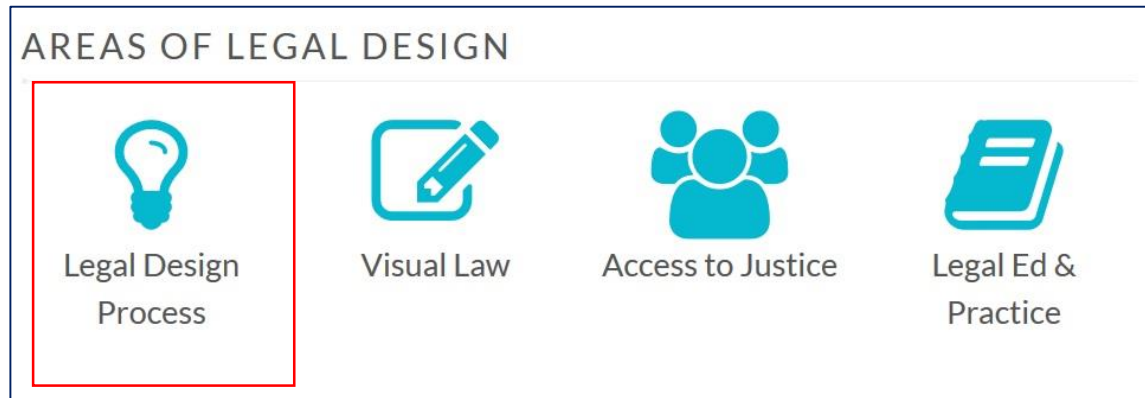 AREAS OF LEGAL DESIGN
Legal Design
Process
Visual Law
Access to Justice
Legal Ed &
Practice